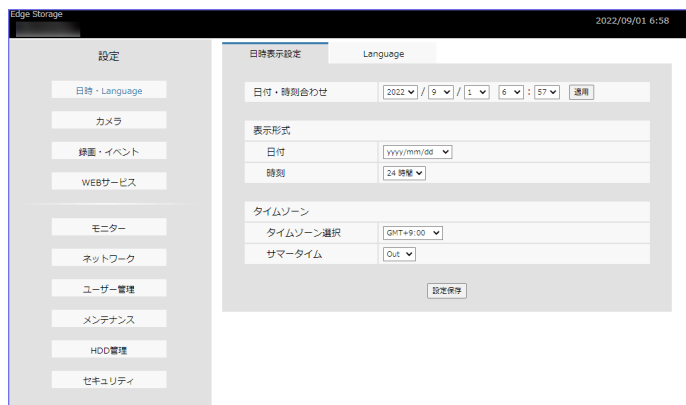 Edge Storage
2022/09/01 6:58
設定
日時・Language
カメラ
録画・イベント
WEBサービス
モニター
ネットワーク
ユーザー管理
メンテナンス
HDD管理
セキュリティ
日時表示設定 Language
日付・時刻合わせ 2022 / 9 / 1 6 : 57 適用
表示形式
日付 yyyy/mm/dd
時刻 24 時間
タイムゾーン
タイムゾーン選択 GMT+9:00
サマータイム Out
設定保存